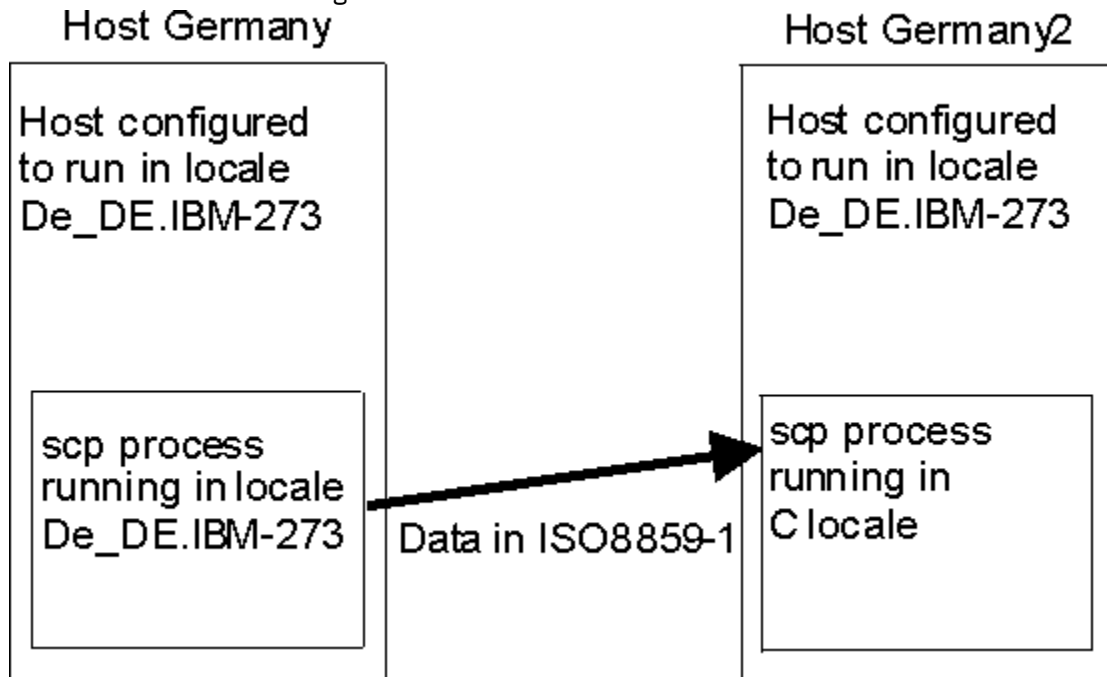 Host Germany
Host configured
to run in locale
De_DE.IBM-273
scp process
running in locale
De_DE.IBM-273
Data in ISO8859-1
Host Germany2
Host configured
to run in locale
De_DE.IBM-273
scp process
running in
C locale